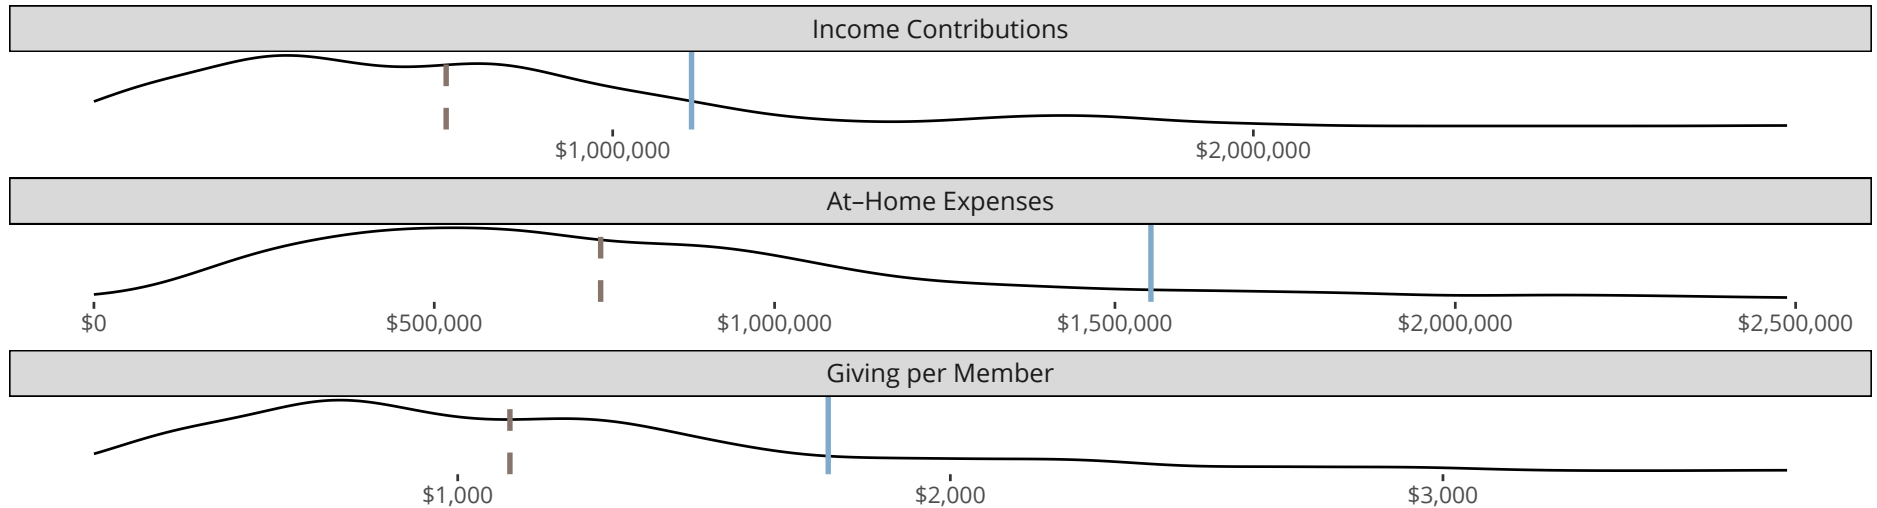 Income Contributions
$1,000,000 $2,000,000
At–Home Expenses
$0 $500,000 $1,000,000 $1,500,000 $2,000,000 $2,500,000
Giving per Member
$1,000 $2,000 $3,000